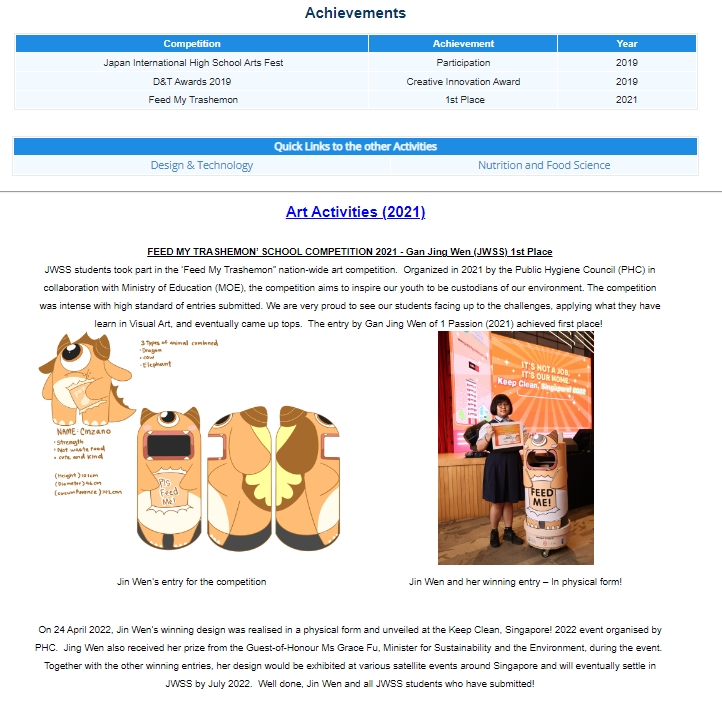 Achievements
Competition Achievement Year
Japan International High School Arts Fest Participation 2019
D&T Awards 2019 Creative Innovation Award 2019
Feed My Trashemon 1st Place 2021
Quick Links to the other Activities
Design & Technology Nutrition and Food Science
Art Activities (2021)
FEED MY TRASHEMON' SCHOOL COMPETITION 2021 - Gan Jing Wen (JWSS) 1st Place
JWSS students took part in the 'Feed My Trashemon" nation-wide art competition. Organized in 2021 by the Public Hygiene Council (PHC) in
collaboration with Ministry of Education (MOE), the competition aims to inspire our youth to be custodians of our environment. The competition
was intense with high standard of entries submitted. We are very proud to see our students facing up to the challenges, applying what they have
learn in Visual Art, and eventually came up tops. The entry by Gan Jing Wen of 1 Passion (2021) achieved first place!
3 Types of animal combined
- Dragon
- cow
- Elephant
NAME: Cinzano
- Strength
- Not waste food
- cute and kind
(Height)
(Diameter)
(circumference)
Pls
Feed
Me!
IT'S NOT A JOB,
IT'S OUR HOME.
Keep Clean, Singapore! 2022
FEED
ME!
Jin Wen's entry for the competition
Jin Wen and her winning entry – In physical form!
On 24 April 2022, Jin Wen's winning design was realised in a physical form and unveiled at the Keep Clean, Singapore! 2022 event organised by
PHC. Jing Wen also received her prize from the Guest-of-Honour Ms Grace Fu, Minister for Sustainability and the Environment, during the event.
Together with the other winning entries, her design would be exhibited at various satellite events around Singapore and will eventually settle in
JWSS by July 2022. Well done, Jin Wen and all JWSS students who have submitted!